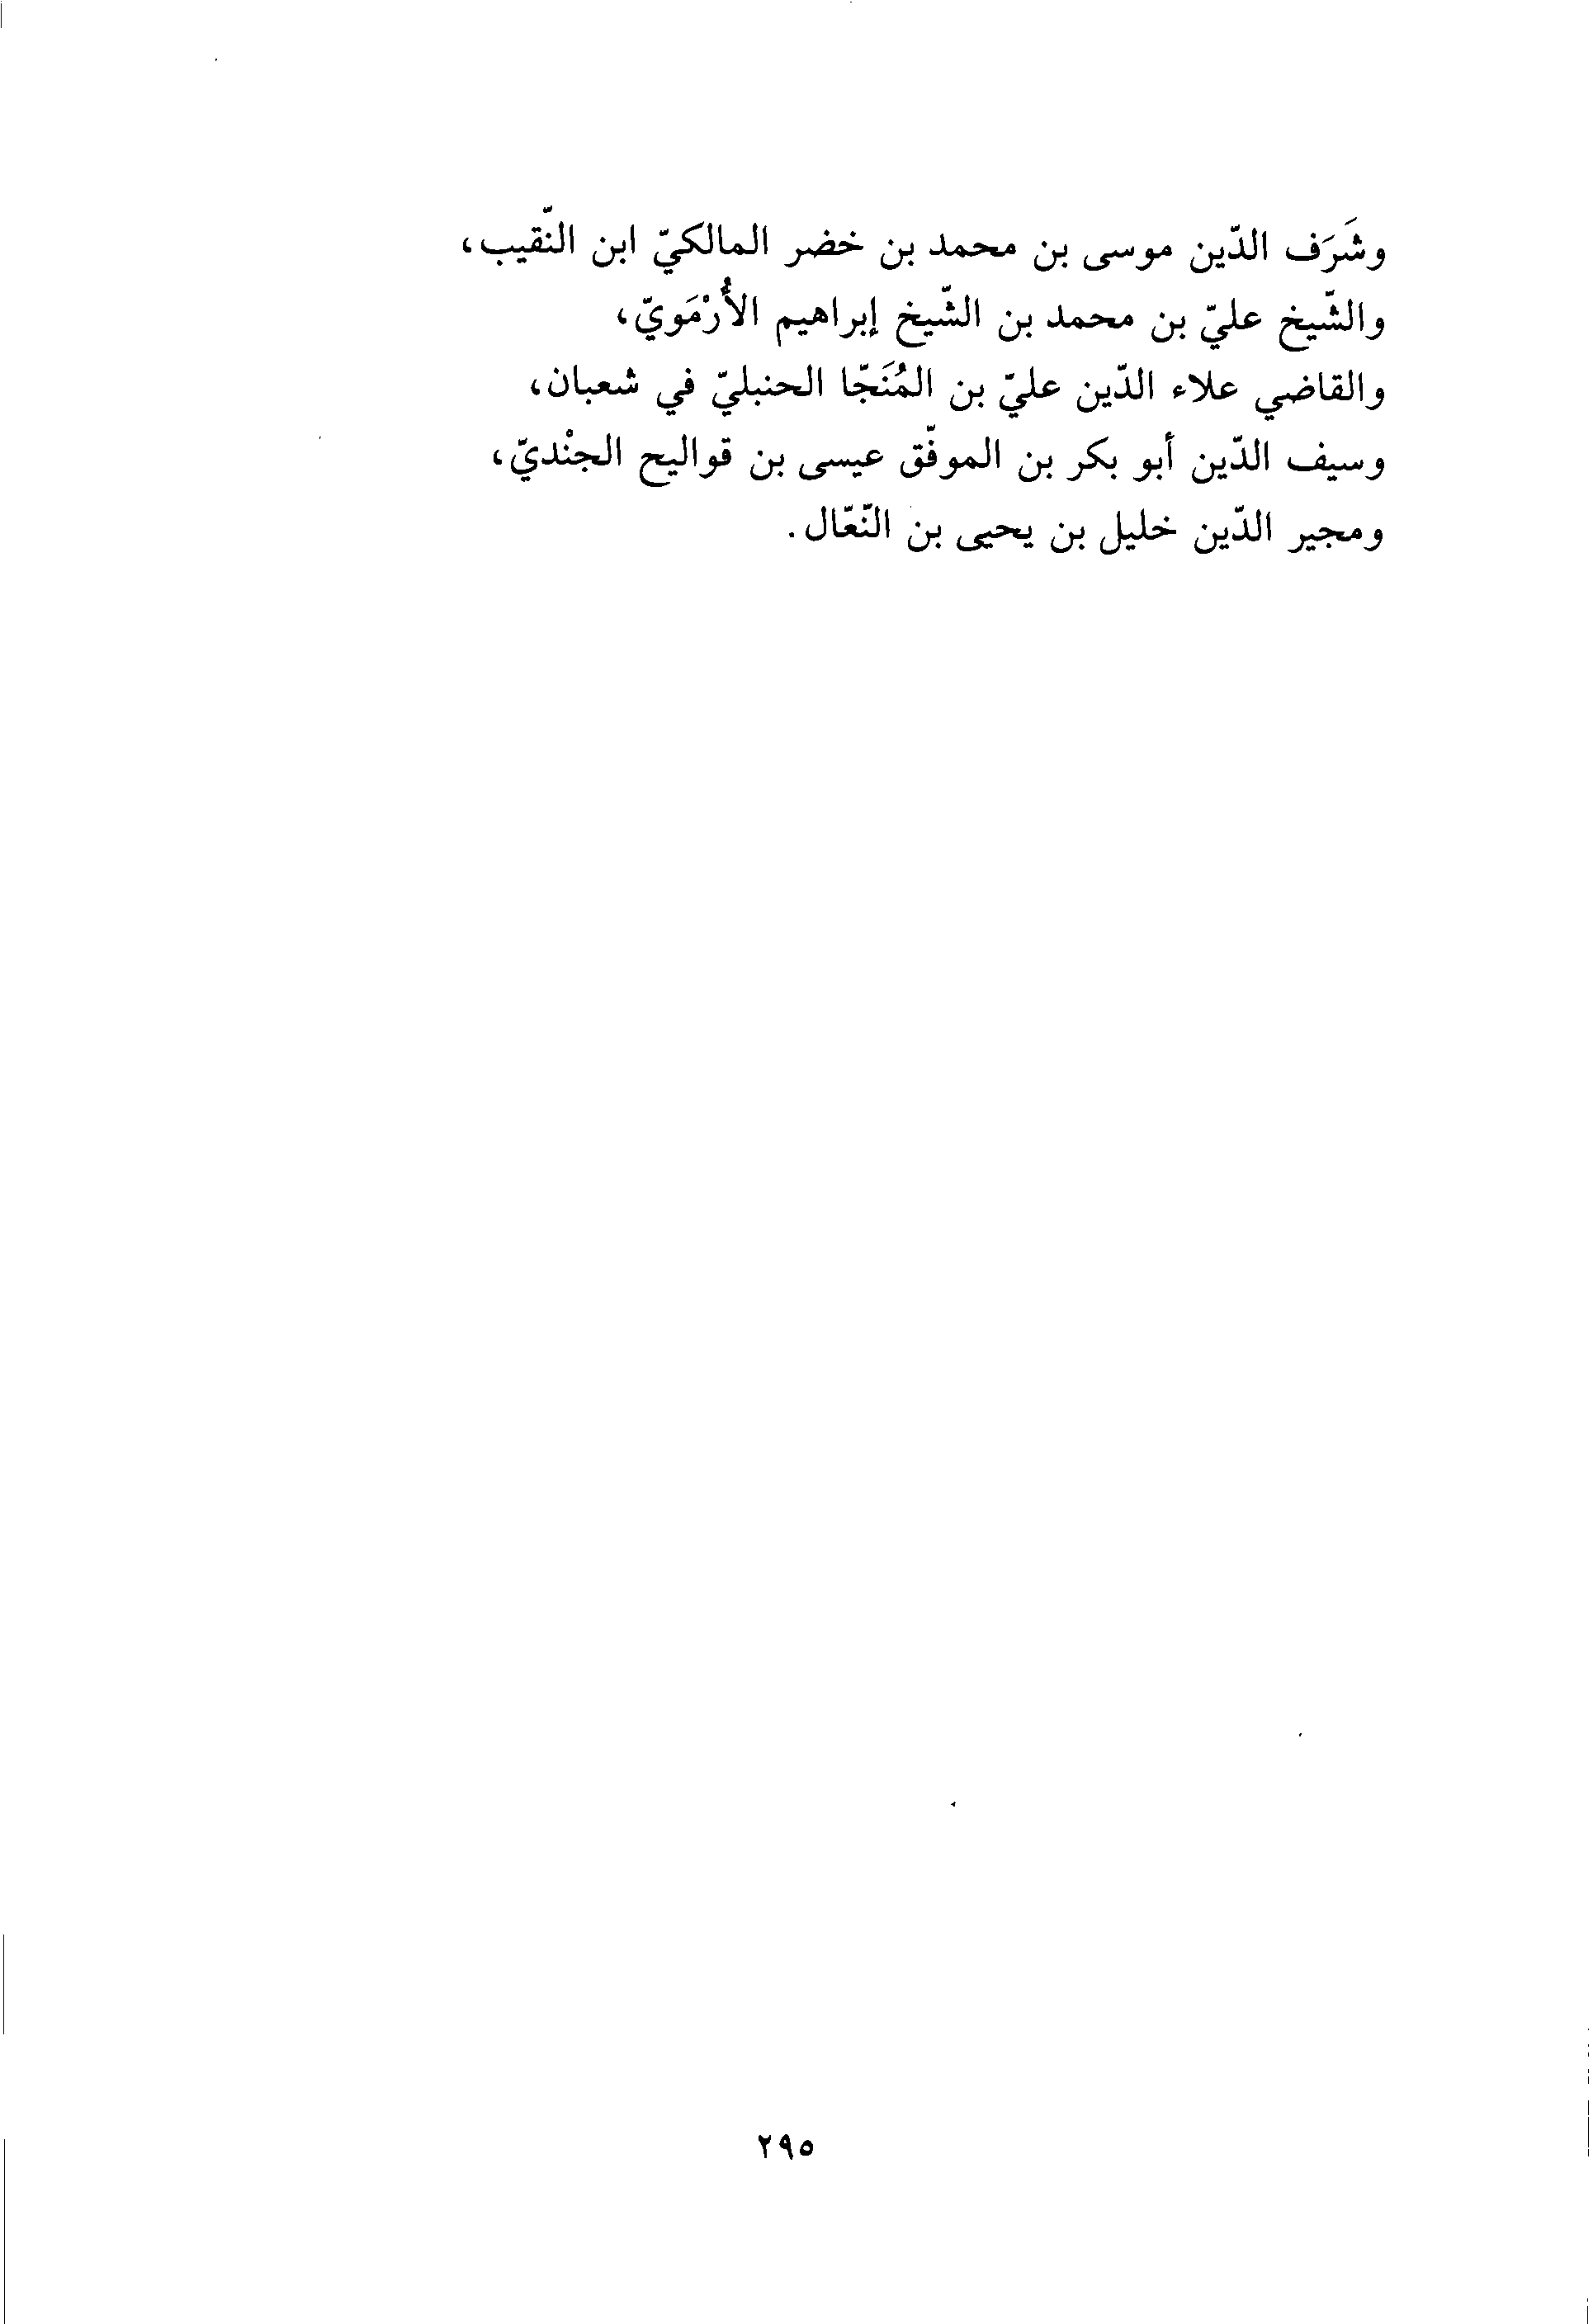 وشَرَف الدّين موسى بن محمد بن خضر المالكيّ ابن النّقيب،
والشّيخ عليّ بن محمد بن الشّيخ إبراهيم الأُرْمَويّ،
والقاضي علاء الدّين عليّ بن المُنَجّا الحنبليّ في شعبان،
وسيف الدّين أبو بكر بن الموفّق عيسى بن قواليح الجنْديّ،
ومجير الدّين خليل بن يحيى بن النّعّال.
٢٩٥